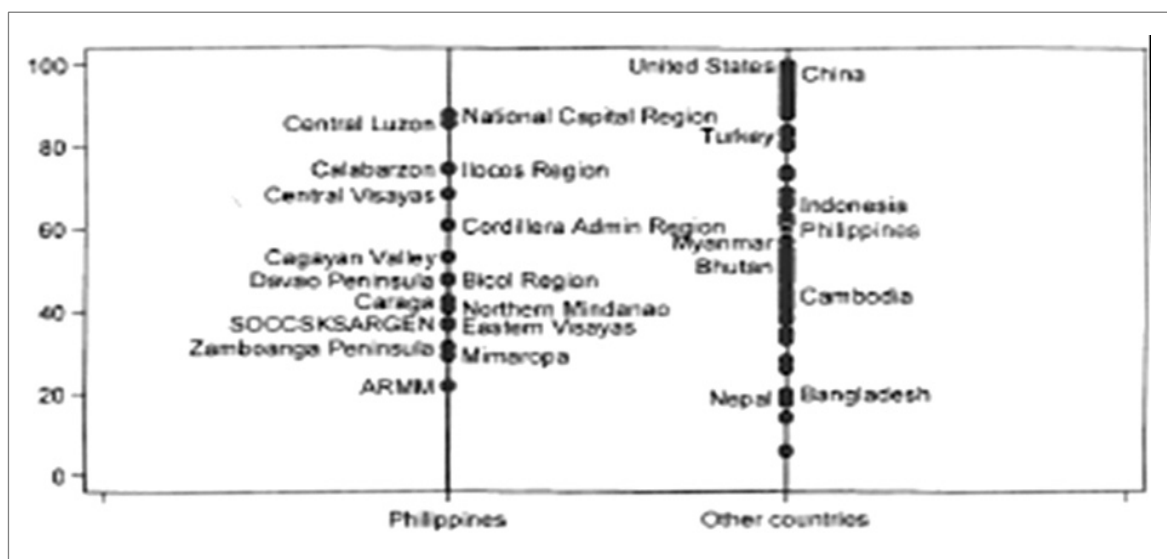 100
United States
China
Central Luzon
National Capital Region
80
Turkey
Calabarzon
Ilocos Region
Central Visayas
Indonesia
60
Cordillera Admin Region
Philippines
Myanmar
Cagayan Valley
Bhutan
Davao Peninsula
Bicol Region
Caraga
Northern Mindanao
Cambodia
40
SOCCSKSARGEN
Eastern Visayas
Zamboanga Peninsula
Mimaropa
ARMM
20
Nepal
Bangladesh
0
Philippines
Other countries